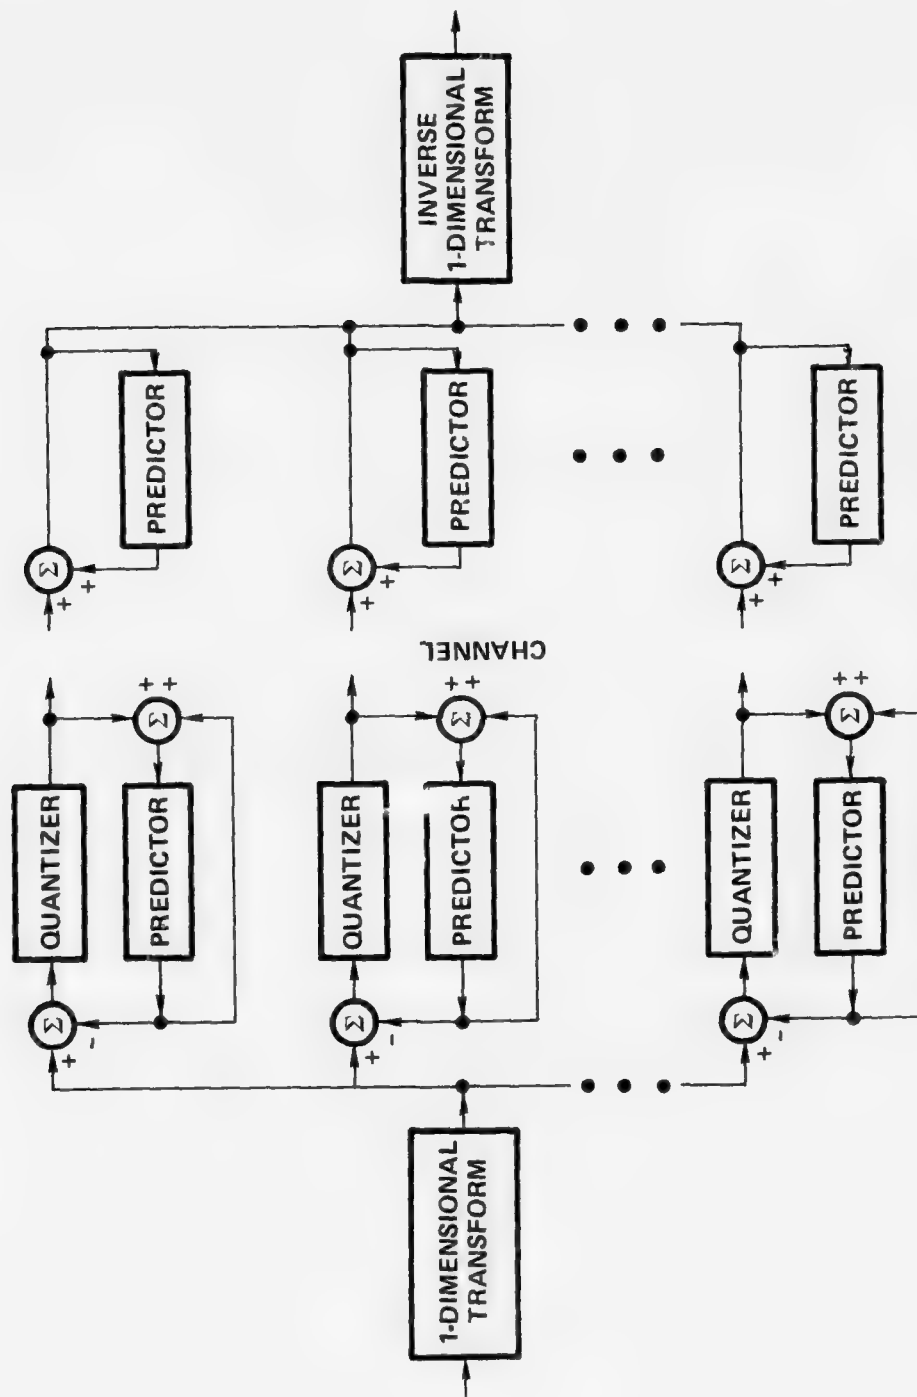 Σ
QUANTIZER
Σ
+
-
PREDICTOR
Σ
+ +
+
+
PREDICTOR
1-DIMENSIONAL
TRANSFORM
Σ
QUANTIZER
Σ
+
-
PREDICTOR
Σ
+ +
+
+
PREDICTOR
INVERSE
1-DIMENSIONAL
TRANSFORM
CHANNEL
Σ
QUANTIZER
Σ
+
-
PREDICTOR
Σ
+ +
+
+
PREDICTOR